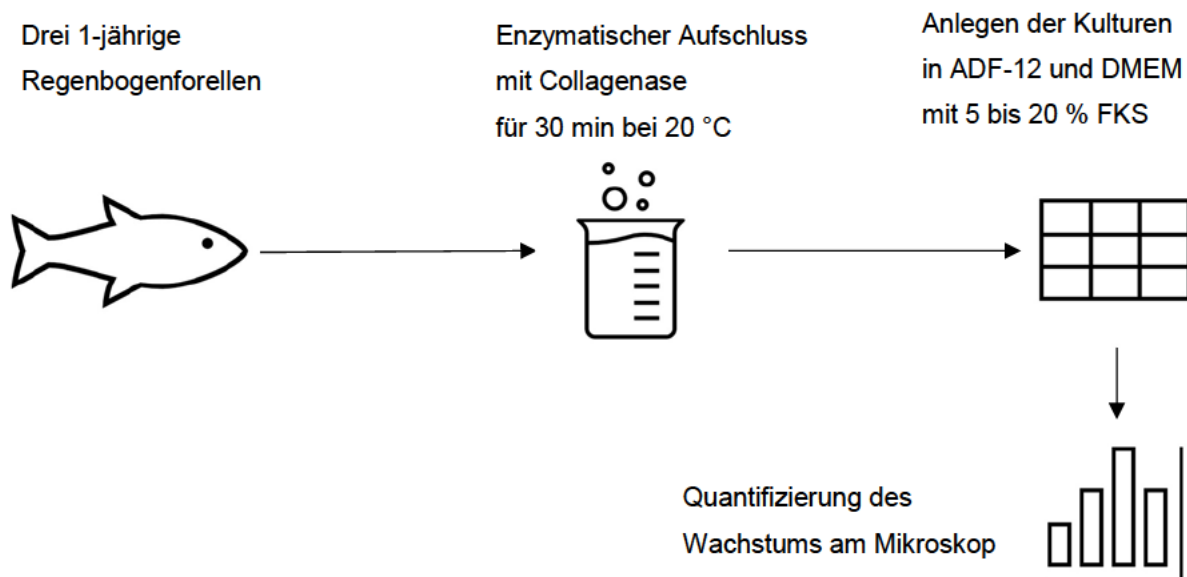 Drei 1-jährige
Regenbogenforellen
Enzymatischer Aufschluss
mit Collagenase
für 30 min bei 20 °C
Anlegen der Kulturen
in ADF-12 und DMEM
mit 5 bis 20 % FKS
Quantifizierung des
Wachstums am Mikroskop